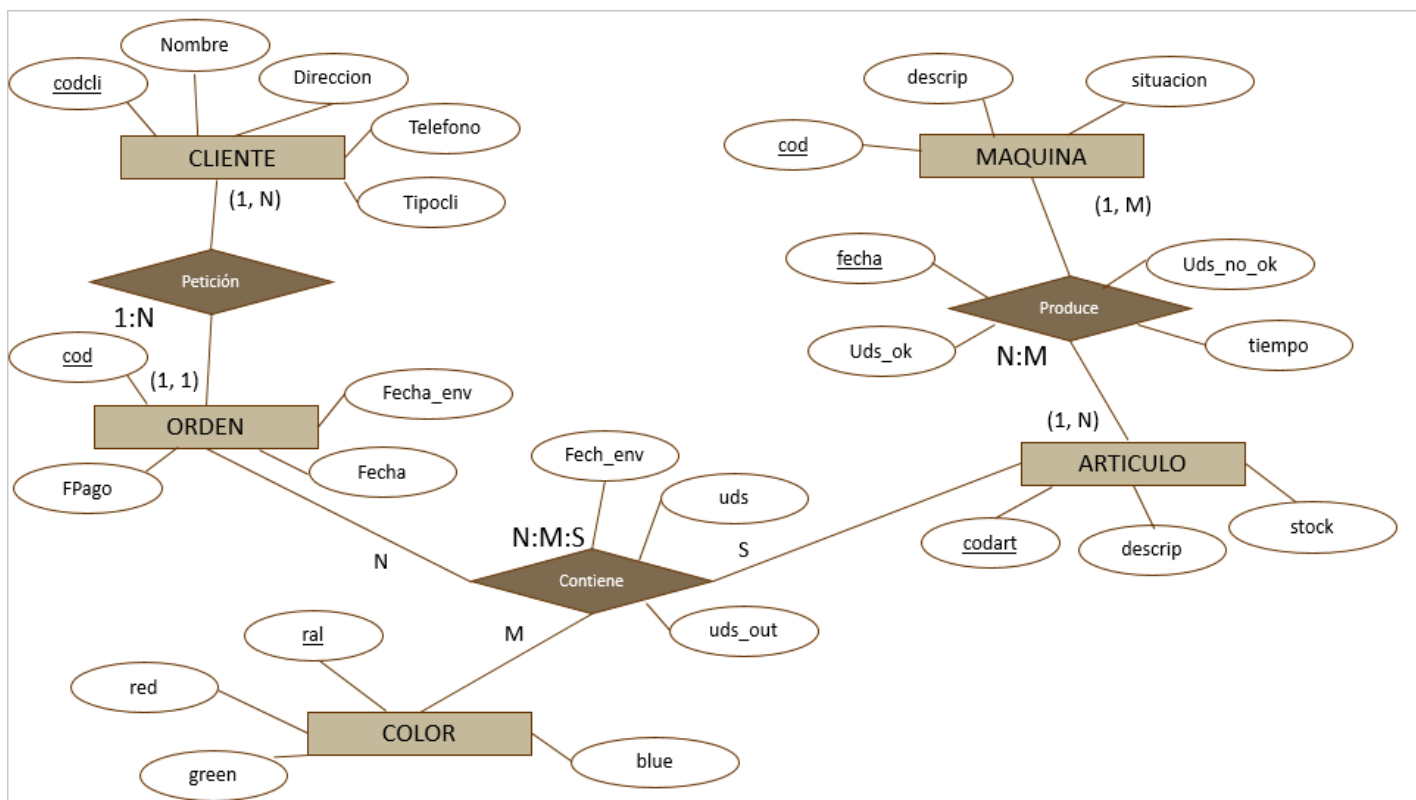 Nombre
codcli
Direccion
descrip
situacion
Telefono
CLIENTE
cod
MAQUINA
(1, N)
Tipocli
(1, M)
fecha
Uds_no_ok
Petición
Produce
1:N
cod
Uds_ok
N:M
tiempo
(1, 1)
Fecha_env
ORDEN
(1, N)
Fech_env
ARTICULO
FPago
Fecha
uds
stock
N:M:S
S
codart
descrip
N
Contiene
M
uds_out
ral
red
COLOR
green
blue